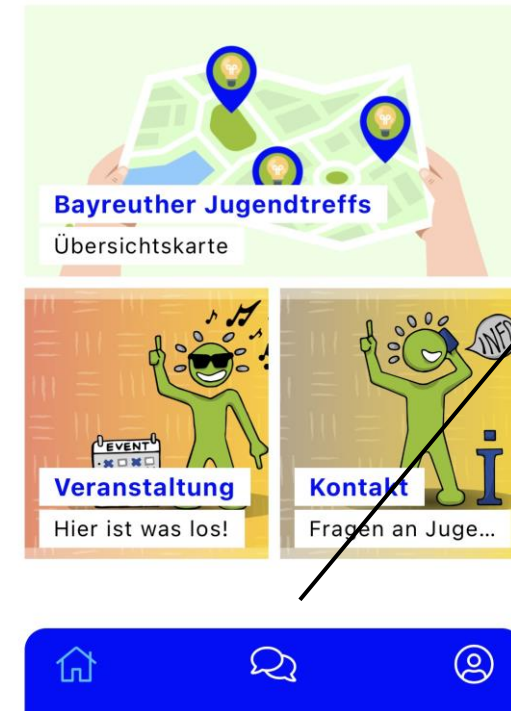 Bayreuther Jugendtreffs
Übersichtskarte
EVENT
Veranstaltung
Hier ist was los!
INFO
i
Kontakt
Fragen an Juge...